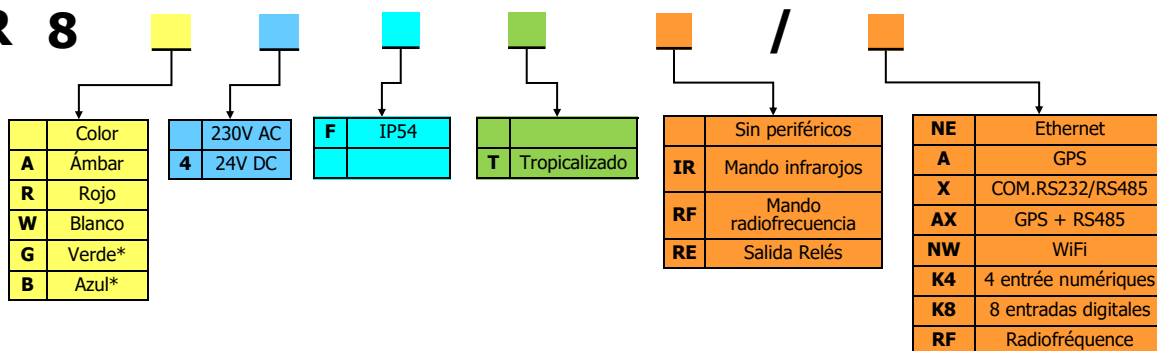 R 8 /
Color
A Ámbar
R Rojo
W Blanco
G Verde*
B Azul*
230V AC
4 24V DC
F IP54
T Tropicalizado
Sin periféricos
IR Mando infrarojos
RF Mando
radiofrecuencia
RE Salida Relés
NE Ethernet
A GPS
X COM.RS232/RS485
AX GPS + RS485
NW WiFi
K4 4 entrée numériques
K8 8 entradas digitales
RF Radiofréquence